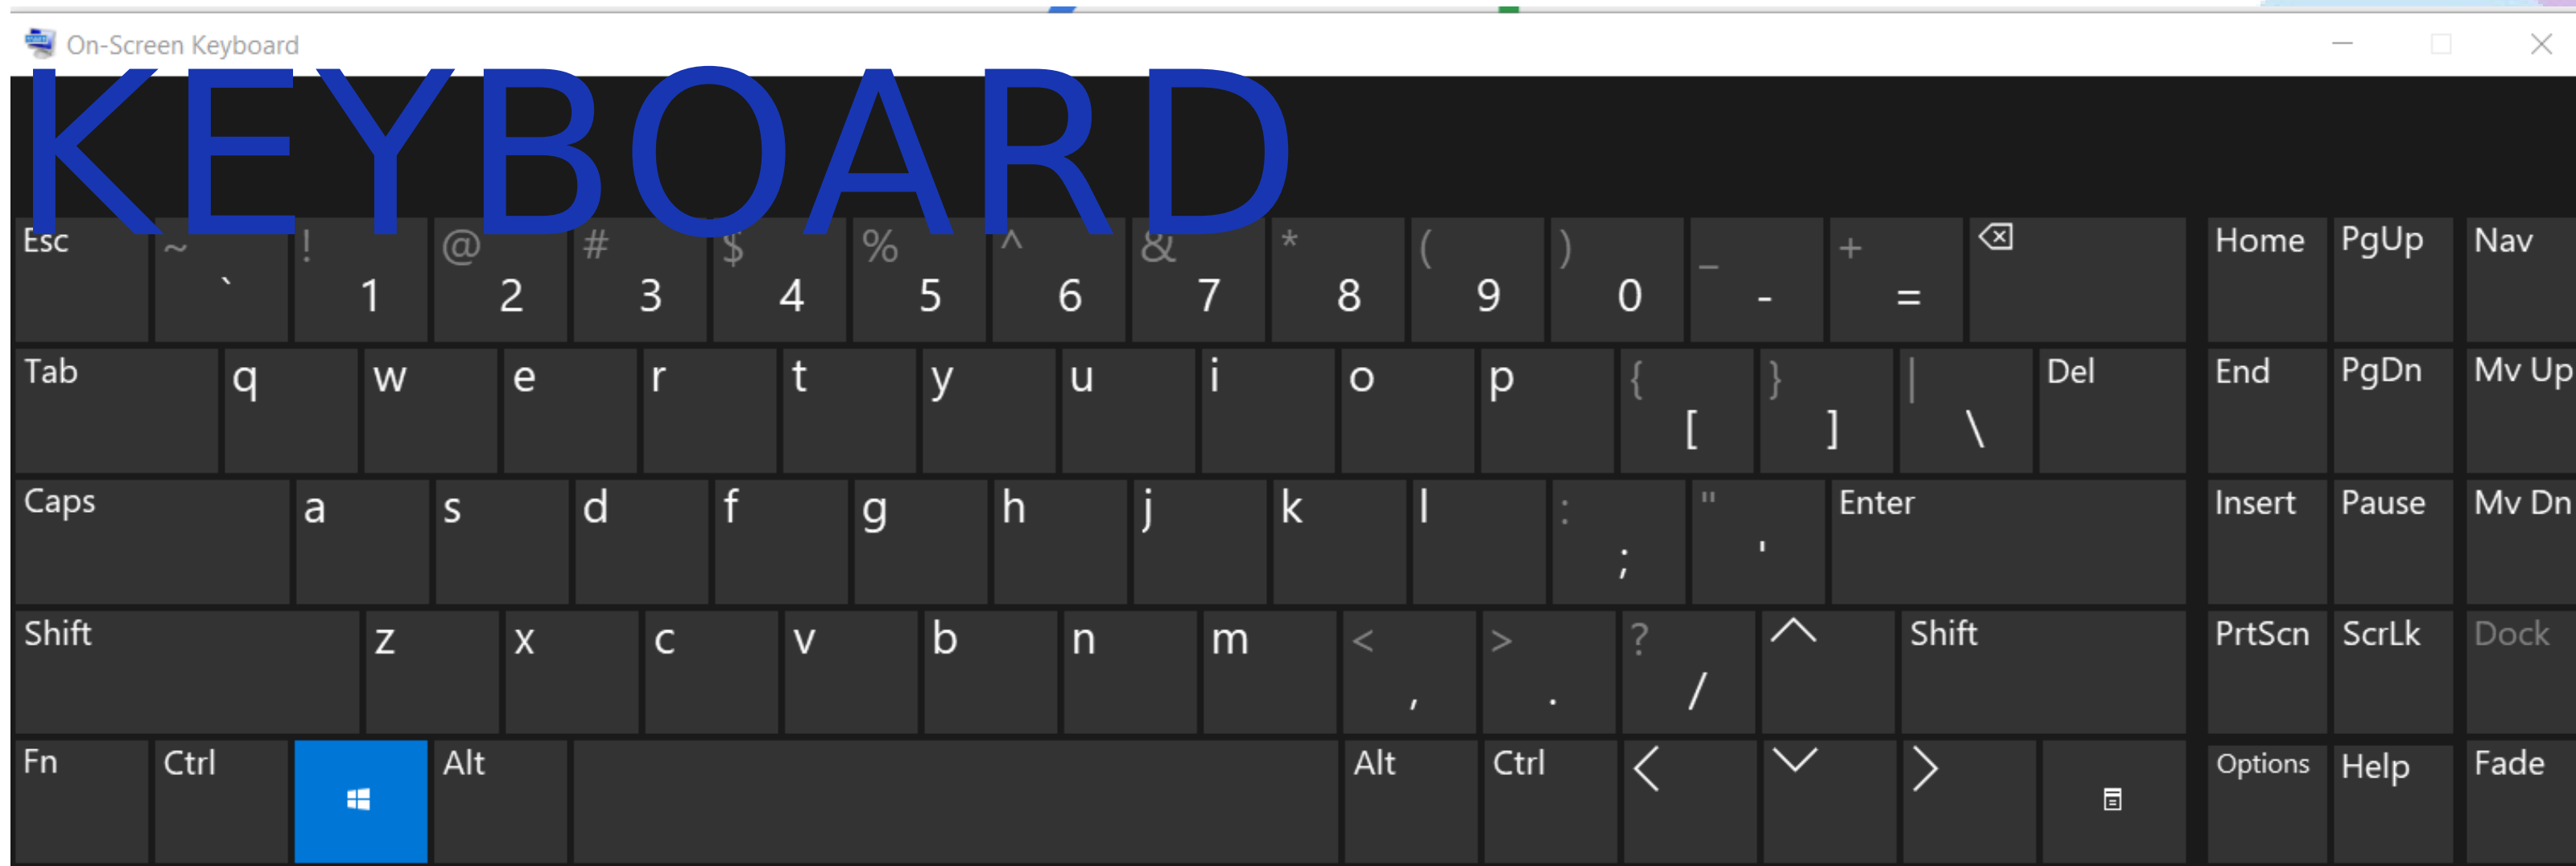 On-Screen Keyboard
KEYBOARD
Esc ~ ` ! 1 @ 2 # 3 $ 4 % 5 ^ 6 & 7 * 8 ( 9 ) 0 _ - + = Home PgUp Nav
Tab q w e r t y u i o p { [ } ] | \ Del End PgDn Mv Up
Caps a s d f g h j k l : ; " ' Enter Insert Pause Mv Dn
Shift z x c v b n m < , > . ? / Shift PrtScn ScrLk Dock
Fn Ctrl Alt Alt Ctrl Options Help Fade